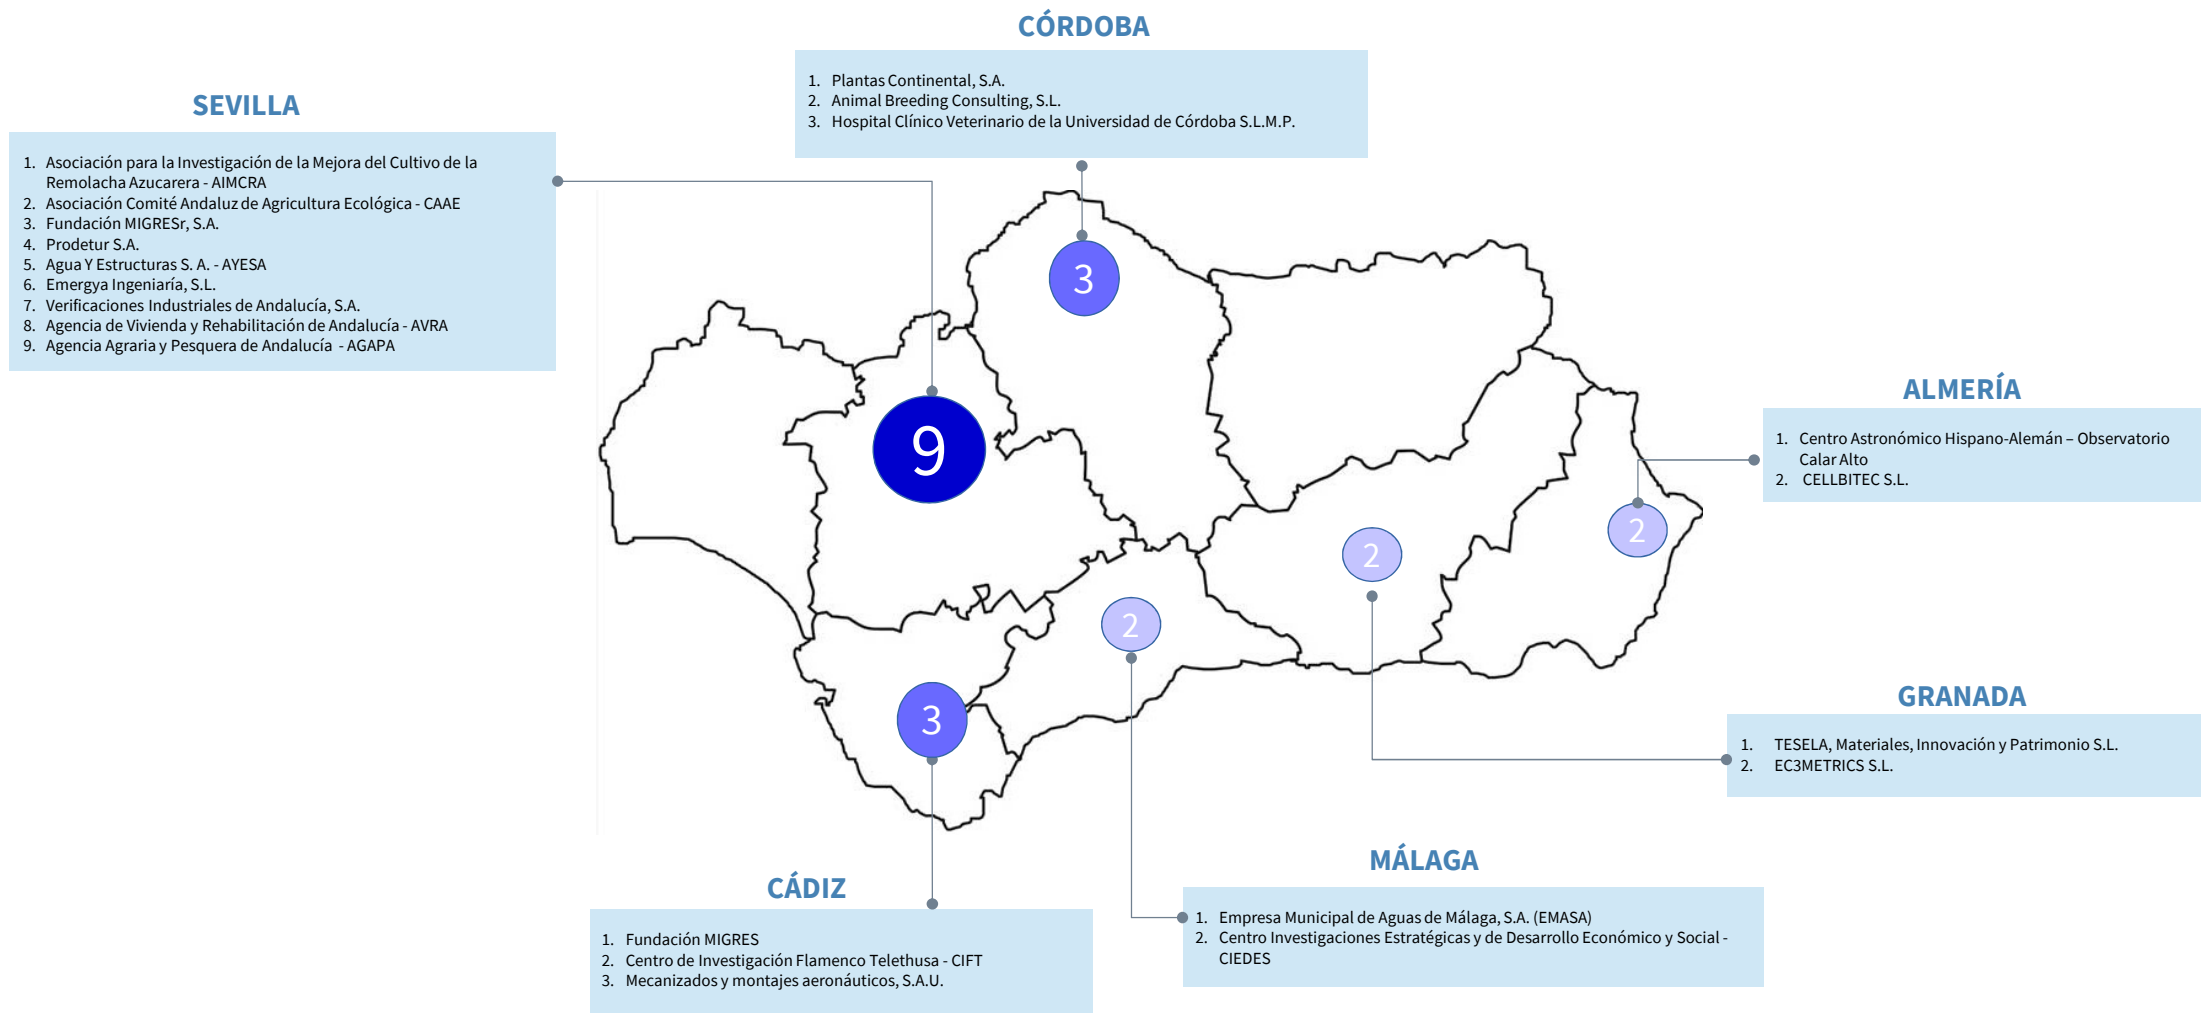 CÓRDOBA
1. Plantas Continental, S.A.
2. Animal Breeding Consulting, S.L.
3. Hospital Clínico Veterinario de la Universidad de Córdoba S.L.M.P.
SEVILLA
1. Asociación para la Investigación de la Mejora del Cultivo de la
Remolacha Azucarera - AIMCRA
2. Asociación Comité Andaluz de Agricultura Ecológica - CAAE
3. Fundación MIGRESr, S.A.
4. Prodetur S.A.
5. Agua Y Estructuras S. A. - AYESA
6. Emergya Ingeniaría, S.L.
7. Verificaciones Industriales de Andalucía, S.A.
8. Agencia de Vivienda y Rehabilitación de Andalucía - AVRA
9. Agencia Agraria y Pesquera de Andalucía - AGAPA
3
9
ALMERÍA
1. Centro Astronómico Hispano-Alemán – Observatorio
Calar Alto
2. CELLBITEC S.L.
2
2
2
3
GRANADA
1. TESELA, Materiales, Innovación y Patrimonio S.L.
2. EC3METRICS S.L.
MÁLAGA
1. Empresa Municipal de Aguas de Málaga, S.A. (EMASA)
2. Centro Investigaciones Estratégicas y de Desarrollo Económico y Social -
CIEDES
CÁDIZ
1. Fundación MIGRES
2. Centro de Investigación Flamenco Telethusa - CIFT
3. Mecanizados y montajes aeronáuticos, S.A.U.